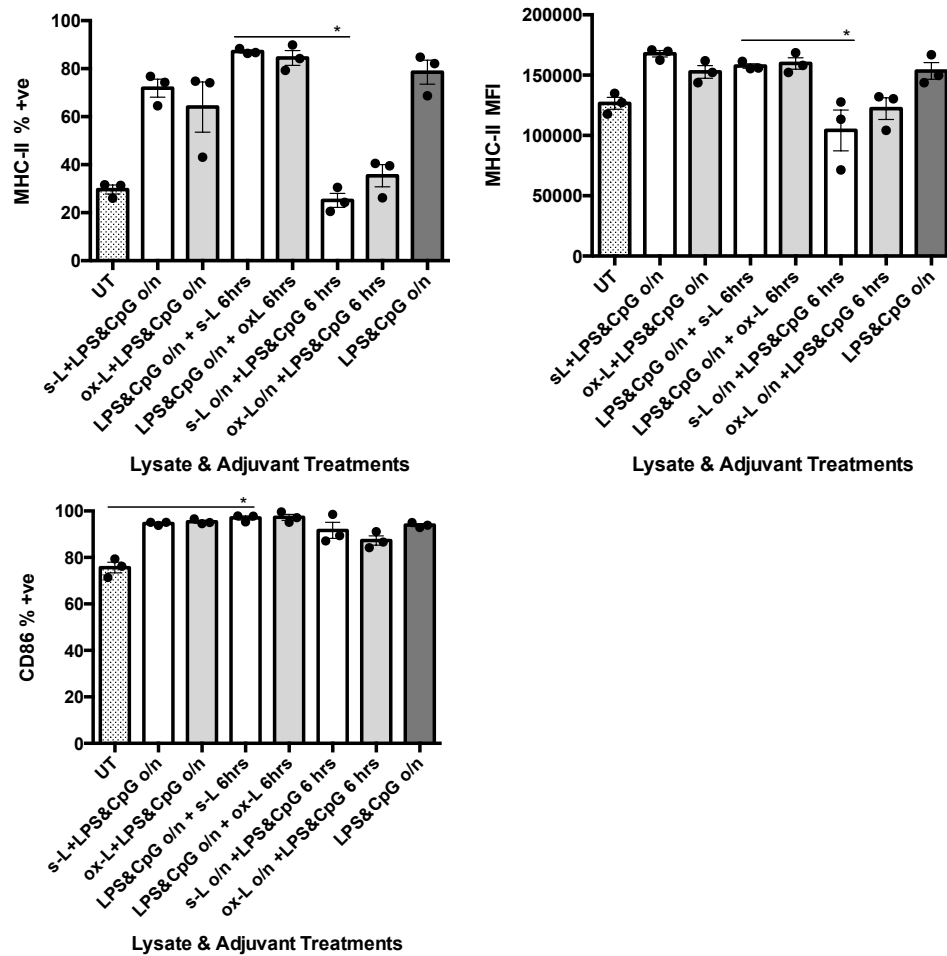 MHC-II % +ve
100
80
60
40
20
0
*
UT
s-L+LPS&CpG o/n
ox-L+LPS&CpG o/n
LPS&CpG o/n + s-L 6hrs
LPS&CpG o/n + oxL 6hrs
s-L o/n +LPS&CpG 6 hrs
ox-Lo/n +LPS&CpG 6 hrs
LPS&CpG o/n
Lysate & Adjuvant Treatments
MHC-II MFI
200000
150000
100000
50000
0
*
UT
sL+LPS&CpG o/n
ox-L+LPS&CpG o/n
LPS&CpG o/n + s-L 6hrs
LPS&CpG o/n + ox-L 6hrs
s-L o/n +LPS&CpG 6 hrs
ox-L o/n +LPS&CpG 6 hrs
LPS&CpG o/n
Lysate & Adjuvant Treatments
CD86 % +ve
100
80
60
40
20
0
*
UT
s-L+LPS&CpG o/n
ox-L+LPS&CpG o/n
LPS&CpG o/n + s-L 6hrs
LPS&CpG o/n + ox-L 6hrs
s-L o/n +LPS&CpG 6 hrs
ox-L o/n +LPS&CpG 6 hrs
LPS&CpG o/n
Lysate & Adjuvant Treatments